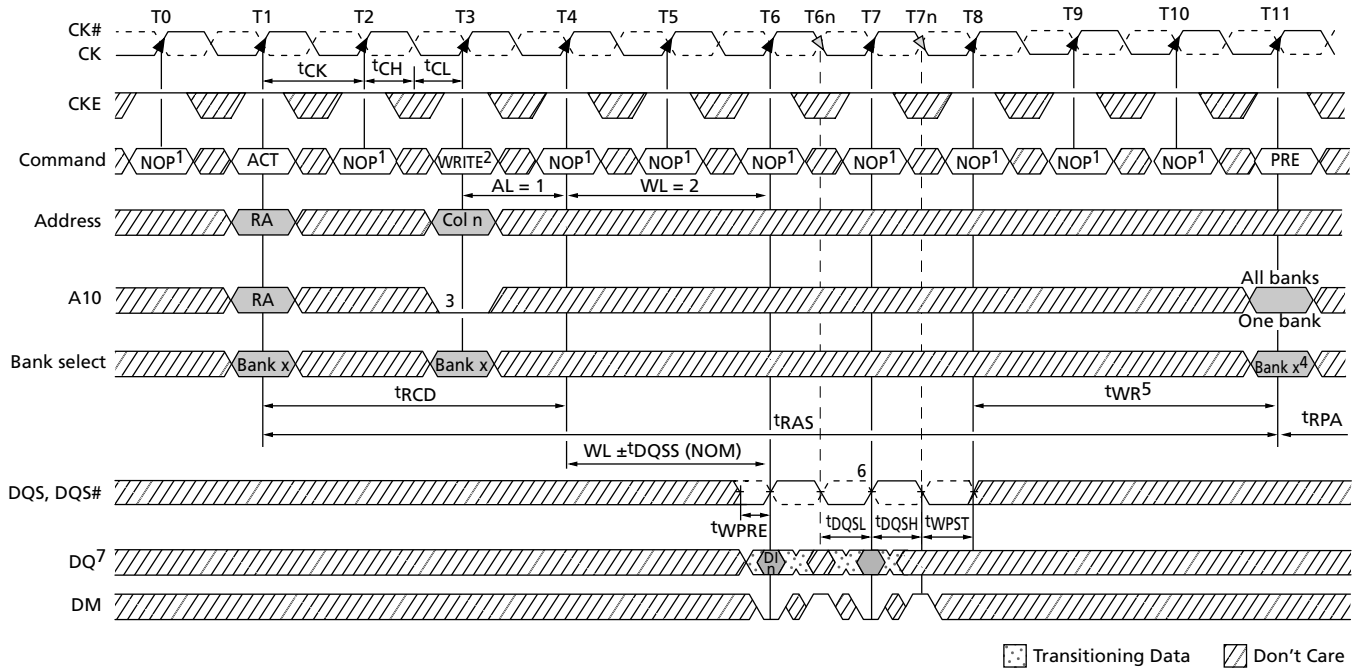 T0 T1 T2 T3 T4 T5 T6 T6n T7 T7n T8 T9 T10 T11
CK#
CK
tCK tCH tCL
CKE
Command NOP1 ACT NOP1 WRITE2 NOP1 NOP1 NOP1 NOP1 NOP1 NOP1 NOP1 PRE
AL = 1 WL = 2
Address RA Col n
All banks
A10 RA 3
One bank
Bank select Bank x Bank x Bank x4
tRCD tWR5
tRAS tRPA
WL ±tDQSS (NOM)
6
DQS, DQS#
tWPRE tDQSL tDQSH tWPST
DQ7 DI
n
DM
Transitioning Data Don't Care